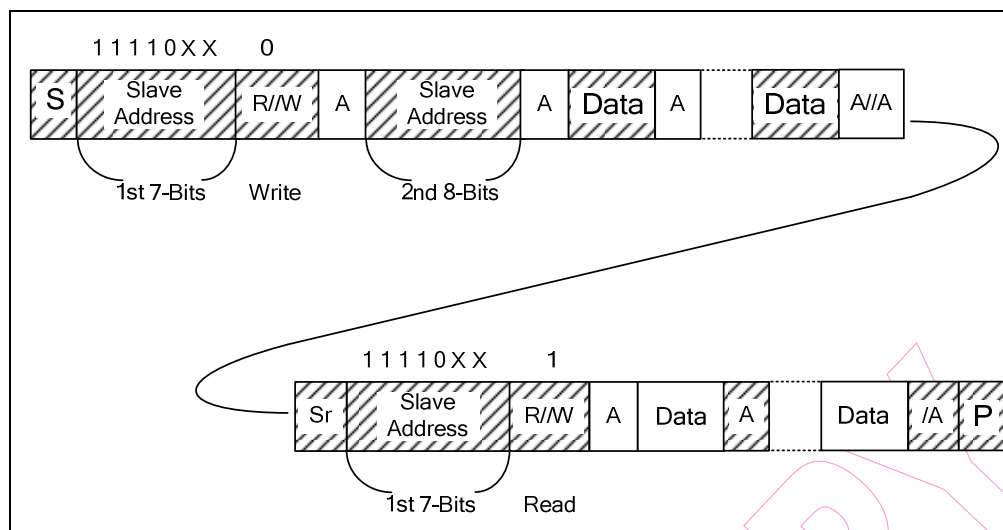 1 1 1 1 0 X X 0
S Slave Address R//W A Slave Address A Data A Data A//A
1st 7-Bits Write 2nd 8-Bits
1 1 1 1 0 X X 1
Sr Slave Address R//W A Data A Data /A P
1st 7-Bits Read